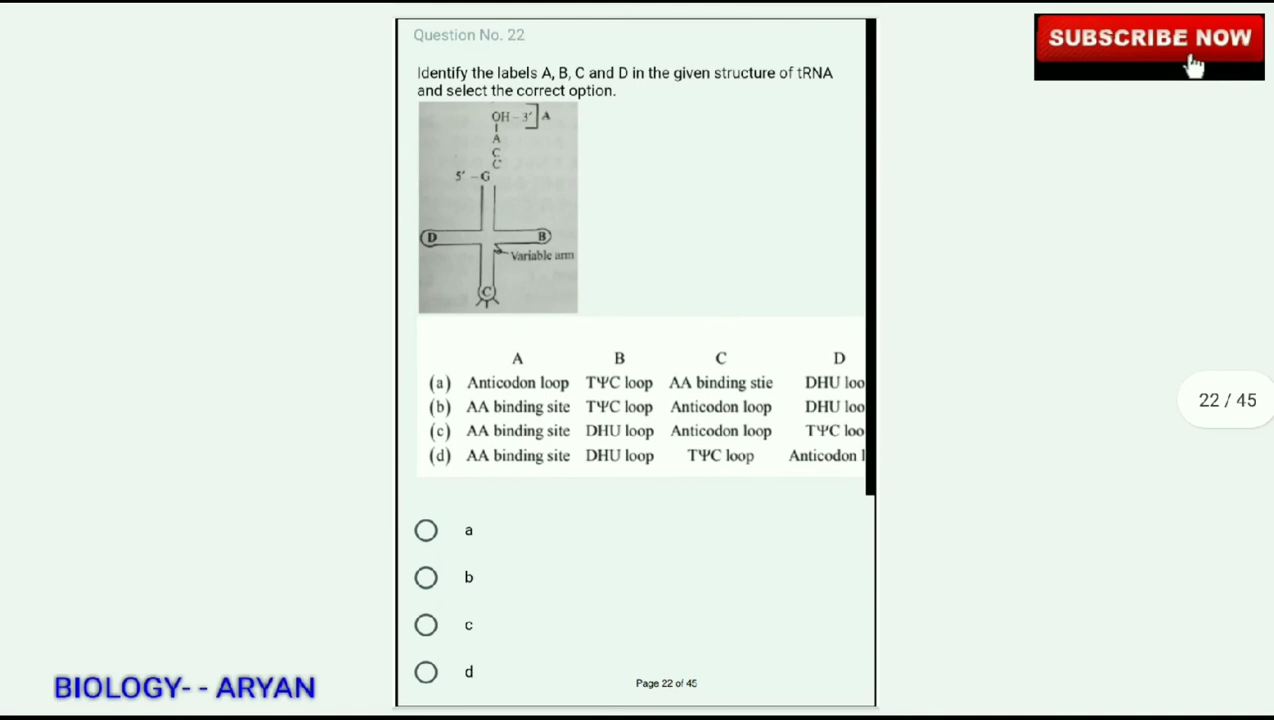 SUBSCRIBE NOW
Question No. 22
Identify the labels A, B, C and D in the given structure of tRNA
and select the correct option.
OH - 3' A
A
C
C
5' - G
D
B
Variable arm
C
A B C D
(a) Anticodon loop TΨC loop AA binding stie DHU loo
(b) AA binding site TΨC loop Anticodon loop DHU loo
(c) AA binding site DHU loop Anticodon loop TΨC loo
(d) AA binding site DHU loop TΨC loop Anticodon l
22 / 45
a
b
c
d
Page 22 of 45
BIOLOGY- - ARYAN